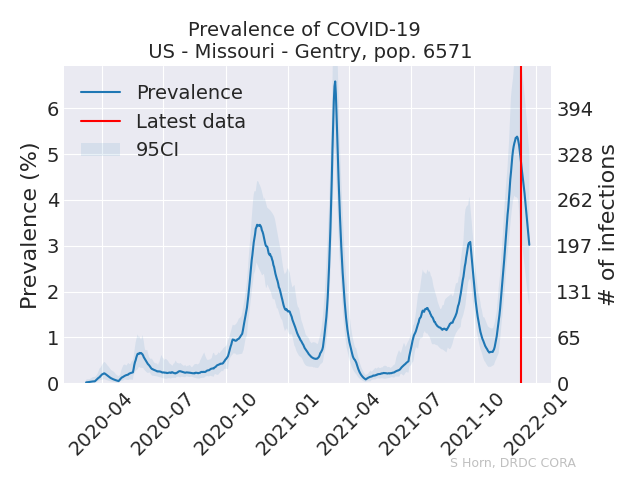 Prevalence of COVID-19
US - Missouri - Gentry, pop. 6571
Prevalence
Latest data
95CI
Prevalence (%)
6
5
4
3
2
1
0
394
328
262
197
131
65
0
# of infections
2020-04
2020-07
2020-10
2021-01
2021-04
2021-07
2021-10
2022-01
S Horn, DRDC CORA